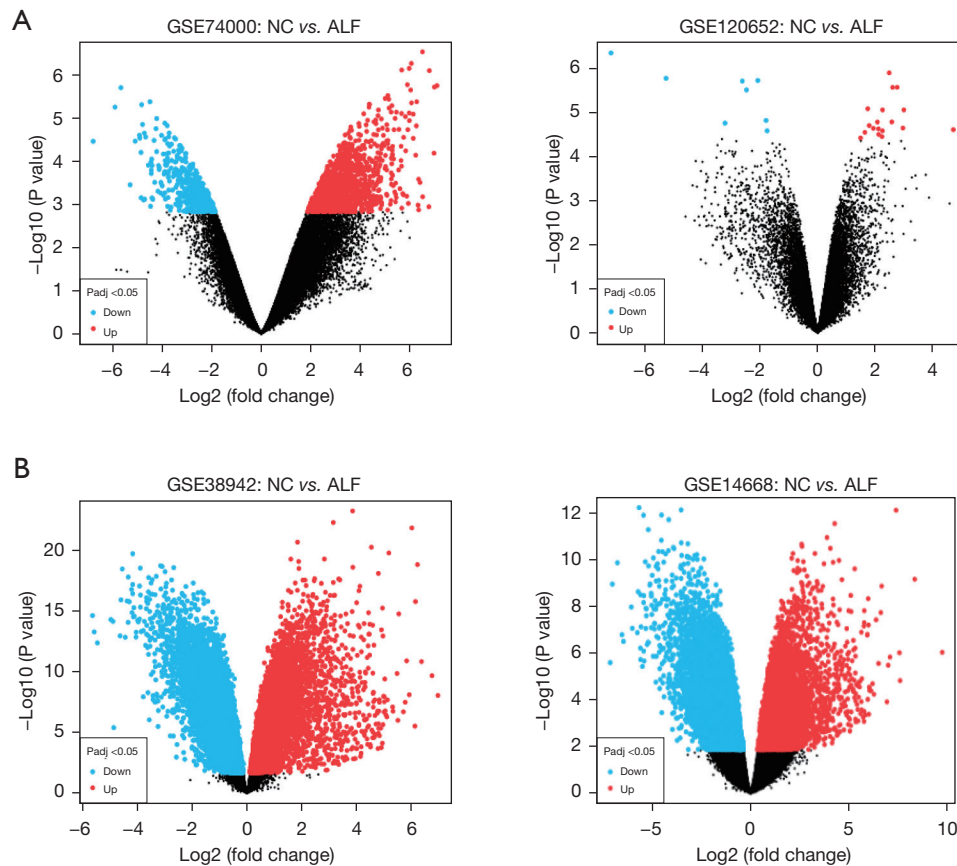 A
GSE74000: NC vs. ALF
6
5
4
3
2
1
0
−Log10 (P value)
Padj <0.05
Down
Up
−6 −4 −2 0 2 4 6
Log2 (fold change)
GSE120652: NC vs. ALF
6
5
4
3
2
1
0
−Log10 (P value)
Padj <0.05
Down
Up
−6 −4 −2 0 2 4
Log2 (fold change)
B
GSE38942: NC vs. ALF
20
15
10
5
0
−Log10 (P value)
Padj <0.05
Down
Up
−6 −4 −2 0 2 4 6
Log2 (fold change)
GSE14668: NC vs. ALF
12
10
8
6
4
2
0
−Log10 (P value)
Padj <0.05
Down
Up
−5 0 5 10
Log2 (fold change)